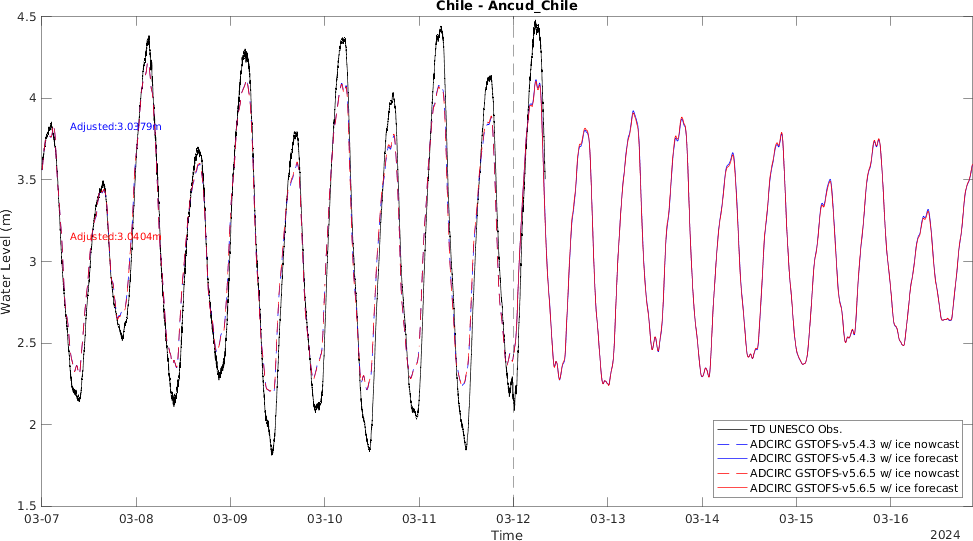 Chile - Ancud_Chile
4.5
4
3.5
3
2.5
2
1.5
Water Level (m)
Adjusted:3.0379m
Adjusted:3.0404m
TD UNESCO Obs.
ADCIRC GSTOFS-v5.4.3 w/ ice nowcast
ADCIRC GSTOFS-v5.4.3 w/ ice forecast
ADCIRC GSTOFS-v5.6.5 w/ ice nowcast
ADCIRC GSTOFS-v5.6.5 w/ ice forecast
03-07 03-08 03-09 03-10 03-11 03-12 03-13 03-14 03-15 03-16
Time
2024